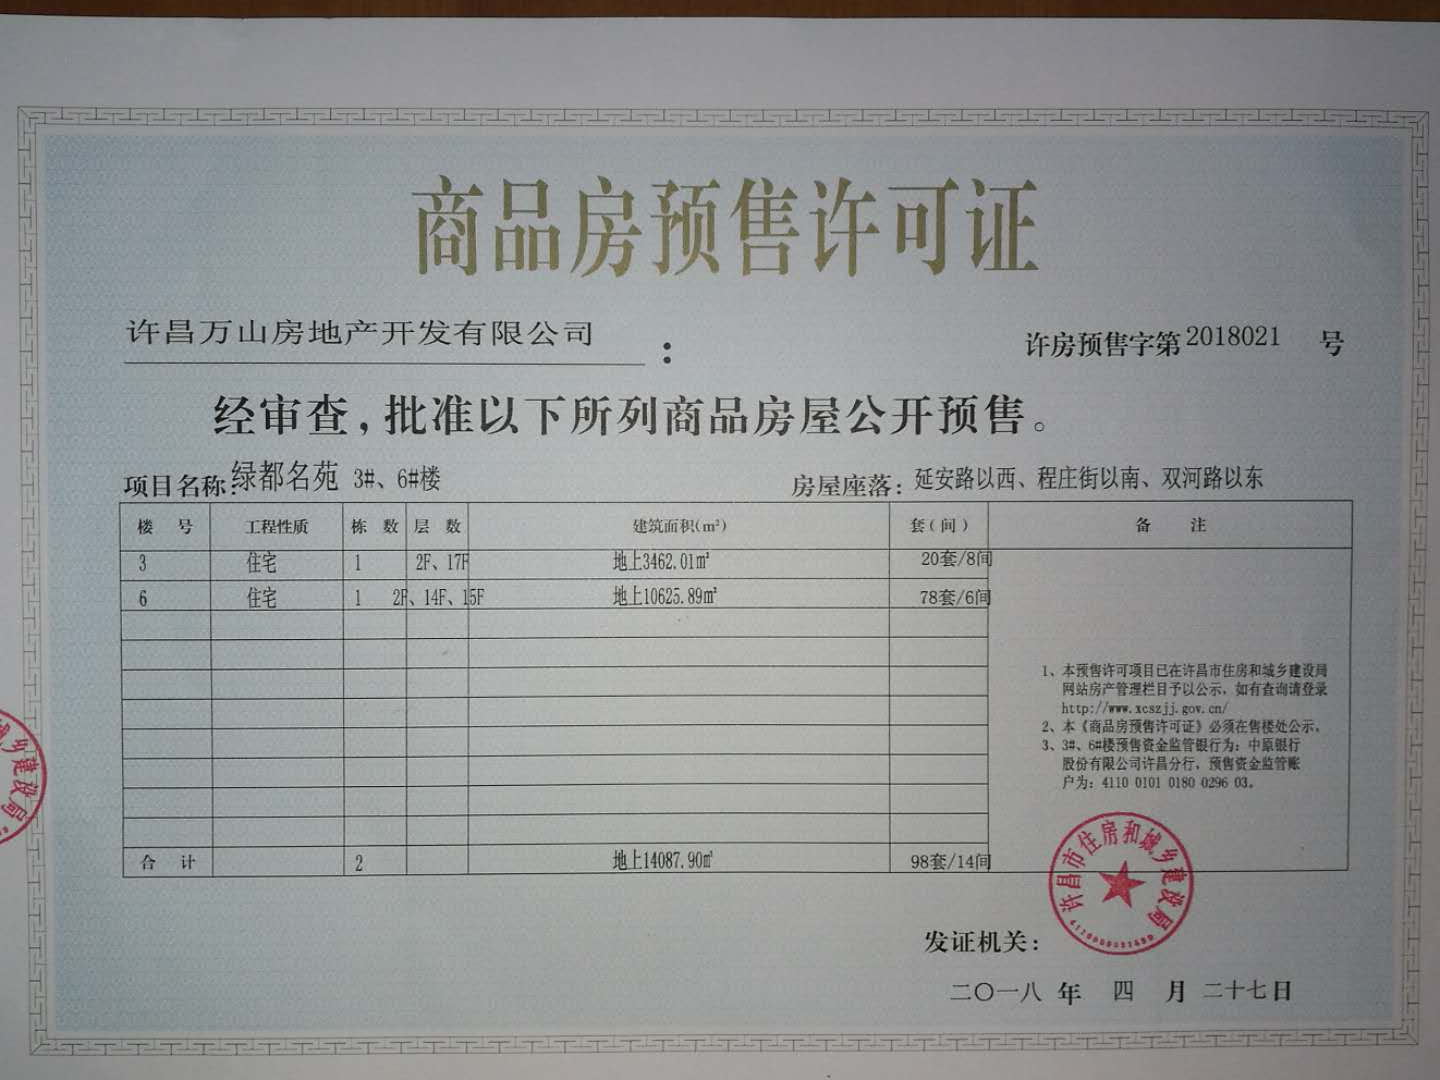 商品房预售许可证
许昌万山房地产开发有限公司 ：
许房预售字第2018021 号
经审查，批准以下所列商品房屋公开预售。
项目名称：绿都名苑 3#、6#楼 房屋座落：延安路以西、程庄街以南、双河路以东
楼 号 工程性质 栋 数 层 数 建筑面积(m²) 套(间) 备 注
3 住宅 1 2F、17F 地上3462.01㎡ 20套/8间
6 住宅 1 2F、14F、15F 地上10625.89㎡ 78套/6间
1、本预售许可项目已在许昌市住房和城乡建设局
网站房产管理栏目予以公示，如有查询请登录
http://www.xcszjj.gov.cn/
2、本《商品房预售许可证》必须在售楼处公示。
3、3#、6#楼预售资金监管银行为：中原银行
股份有限公司许昌分行，预售资金监管账
户为：4110 0101 0180 0296 03。
合 计 2 地上14087.90㎡ 98套/14间
许昌市住房和城乡建设局
城乡建设局
发证机关：
二〇一八 年 四 月 二十七日